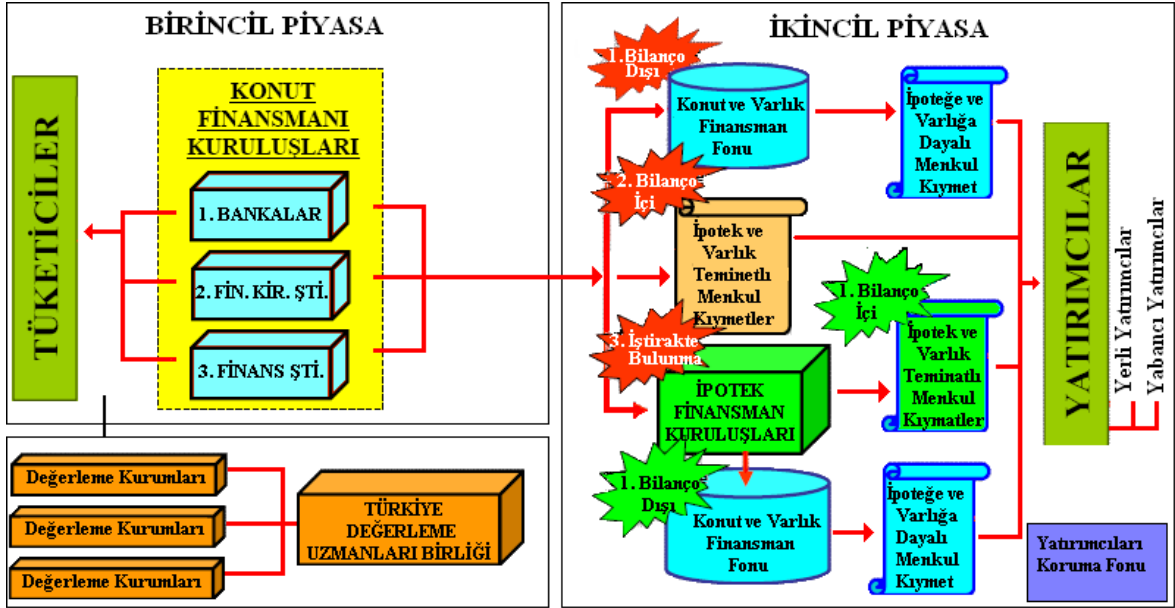 BİRİNCİL PİYASA
TÜKETİCİLER
KONUT
FİNANSMANI
KURULUŞLARI
1. BANKALAR
2. FİN. KİR. ŞTİ.
3. FİNANS ŞTİ.
Değerleme Kurumları
Değerleme Kurumları
Değerleme Kurumları
TÜRKİYE
DEĞERLEME
UZMANLARI BİRLİĞİ
İKİNCİL PİYASA
1. Bilanço
Dışı
Konut ve Varlık
Finansman
Fonu
İpoteğe ve
Varlığa
Dayalı
Menkul
Kıymet
2. Bilanço
İçi
İpotek ve
Varlık
Teminetlı
Menkul
Kıymetler
3. İştirakte
Bulunma
İPOTEK
FİNANSMAN
KURULUŞLARI
1. Bilanço
İçi
İpotek ve
Varlık
Teminatlı
Menkul
Kıymatler
1. Bilanço
Dışı
Konut ve Varlık
Finansman
Fonu
İpoteğe ve
Varlığa
Dayalı
Menkul
Kıymet
YATIRIMCILAR
Yerli Yatırımcılar
Yabancı Yatırımcılar
Yatırımcıları
Koruma Fonu